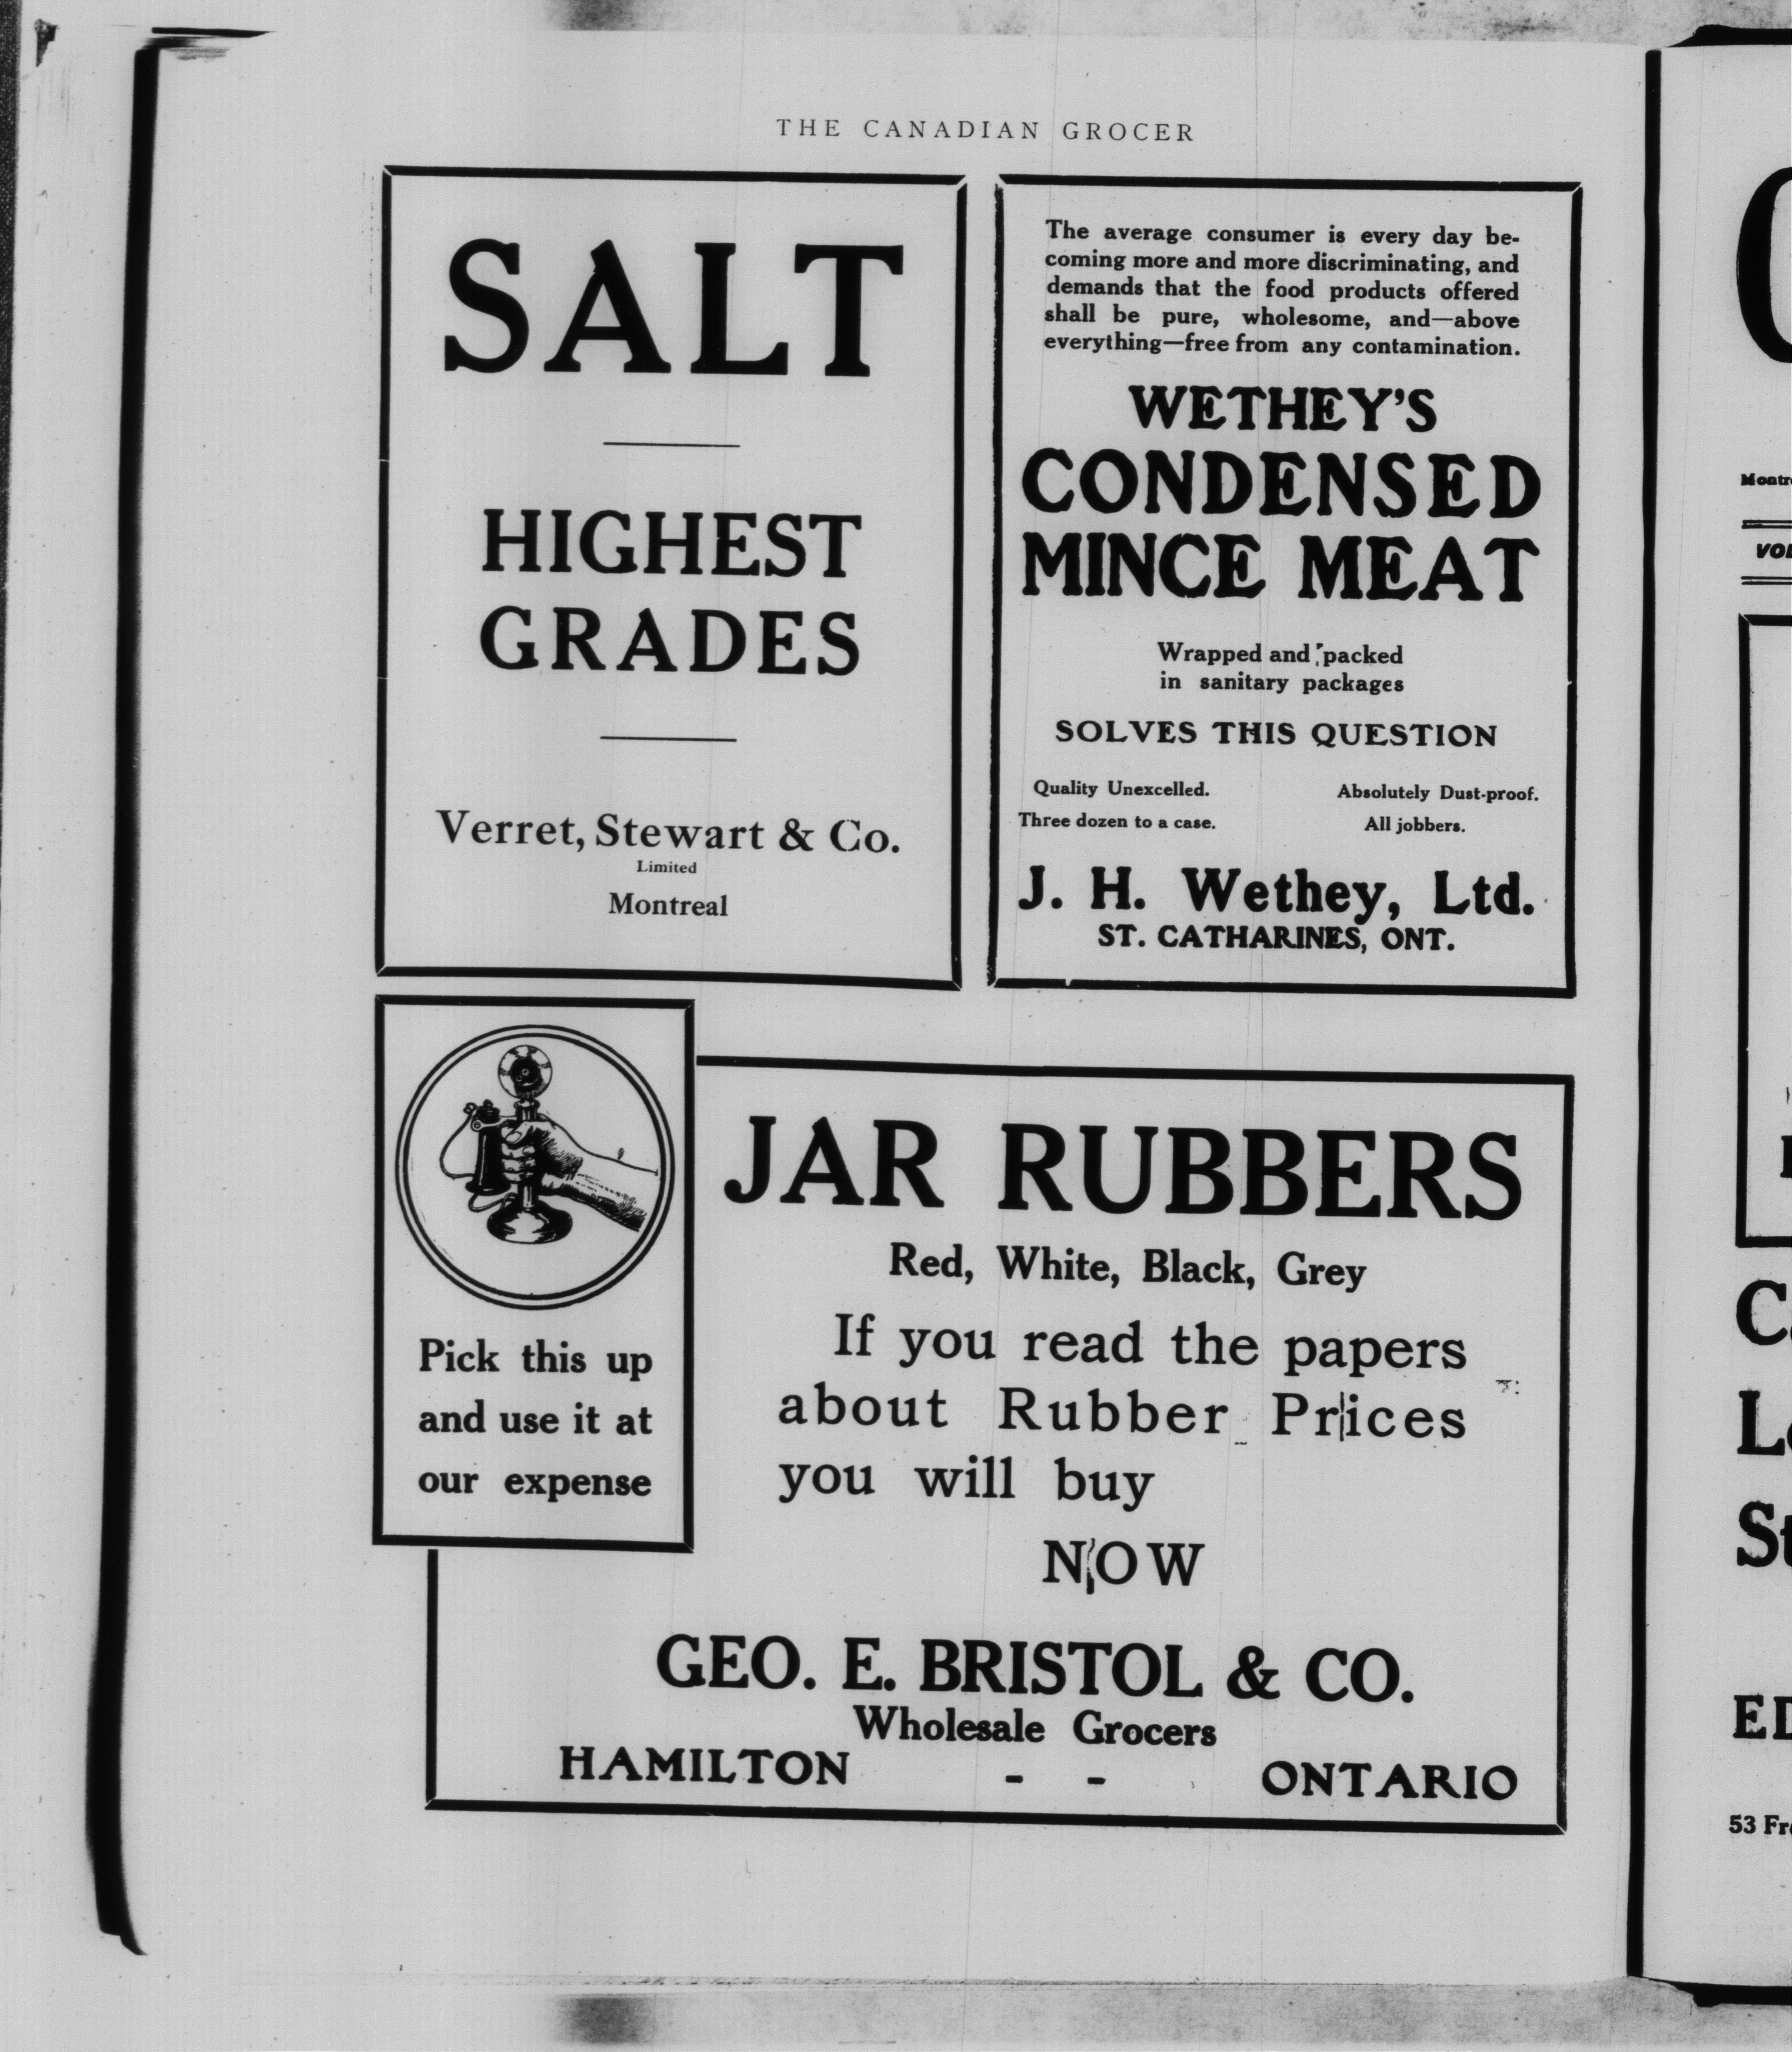 THE CANADIAN GROCER
SALT
HIGHEST
GRADES
Verret, Stewart & Co.
Limited
Montreal
The average consumer is every day be-
coming more and more discriminating, and
demands that the food products offered
shall be pure, wholesome, and—above
everything—free from any contamination.
WETHEY'S
CONDENSED
MINCE MEAT
Wrapped and packed
in sanitary packages
SOLVES THIS QUESTION
Quality Unexcelled. Absolutely Dust-proof.
Three dozen to a case. All jobbers.
J. H. Wethey, Ltd.
ST. CATHARINES, ONT.
Pick this up
and use it at
our expense
JAR RUBBERS
Red, White, Black, Grey
If you read the papers
about Rubber Prices
you will buy
NOW
GEO. E. BRISTOL & CO.
Wholesale Grocers
HAMILTON - - ONTARIO
53